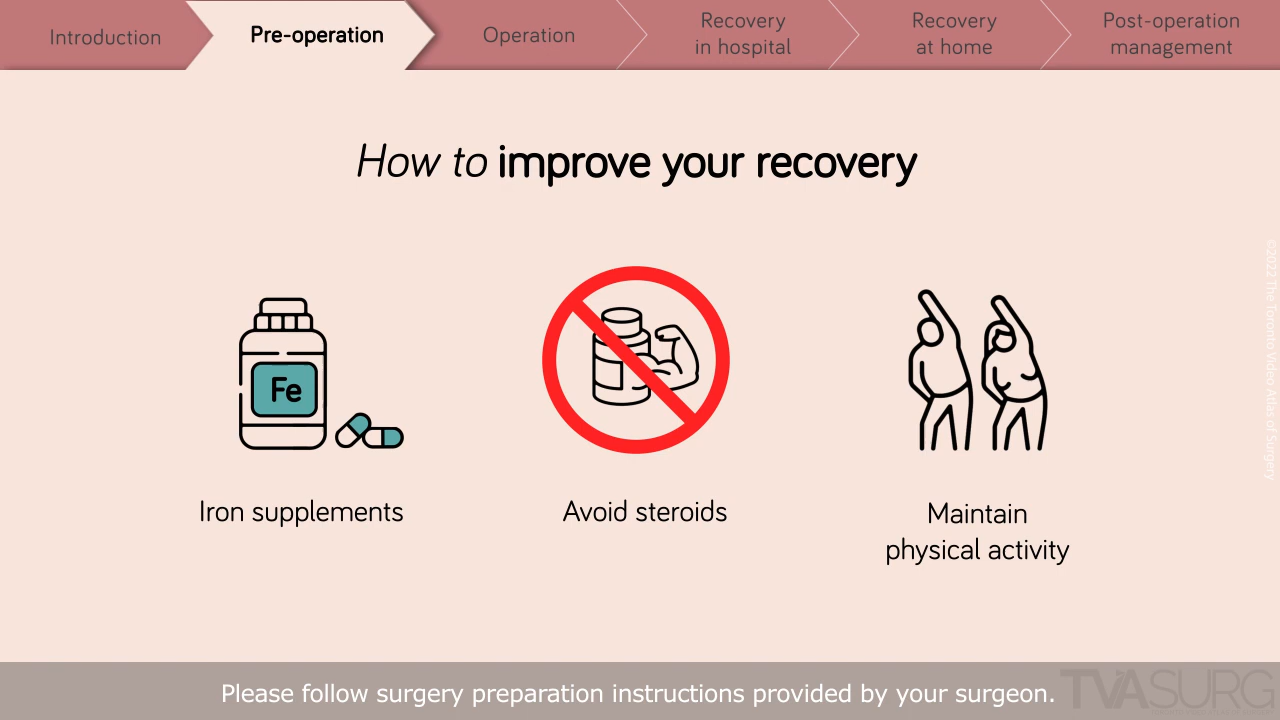 Introduction
Pre-operation
Operation
Recovery
in hospital
Recovery
at home
Post-operation
management
How to improve your recovery
Fe
Iron supplements
Avoid steroids
Maintain
physical activity
©2022 The Toronto Video Atlas of Surgery
Please follow surgery preparation instructions provided by your surgeon.
TVASURG